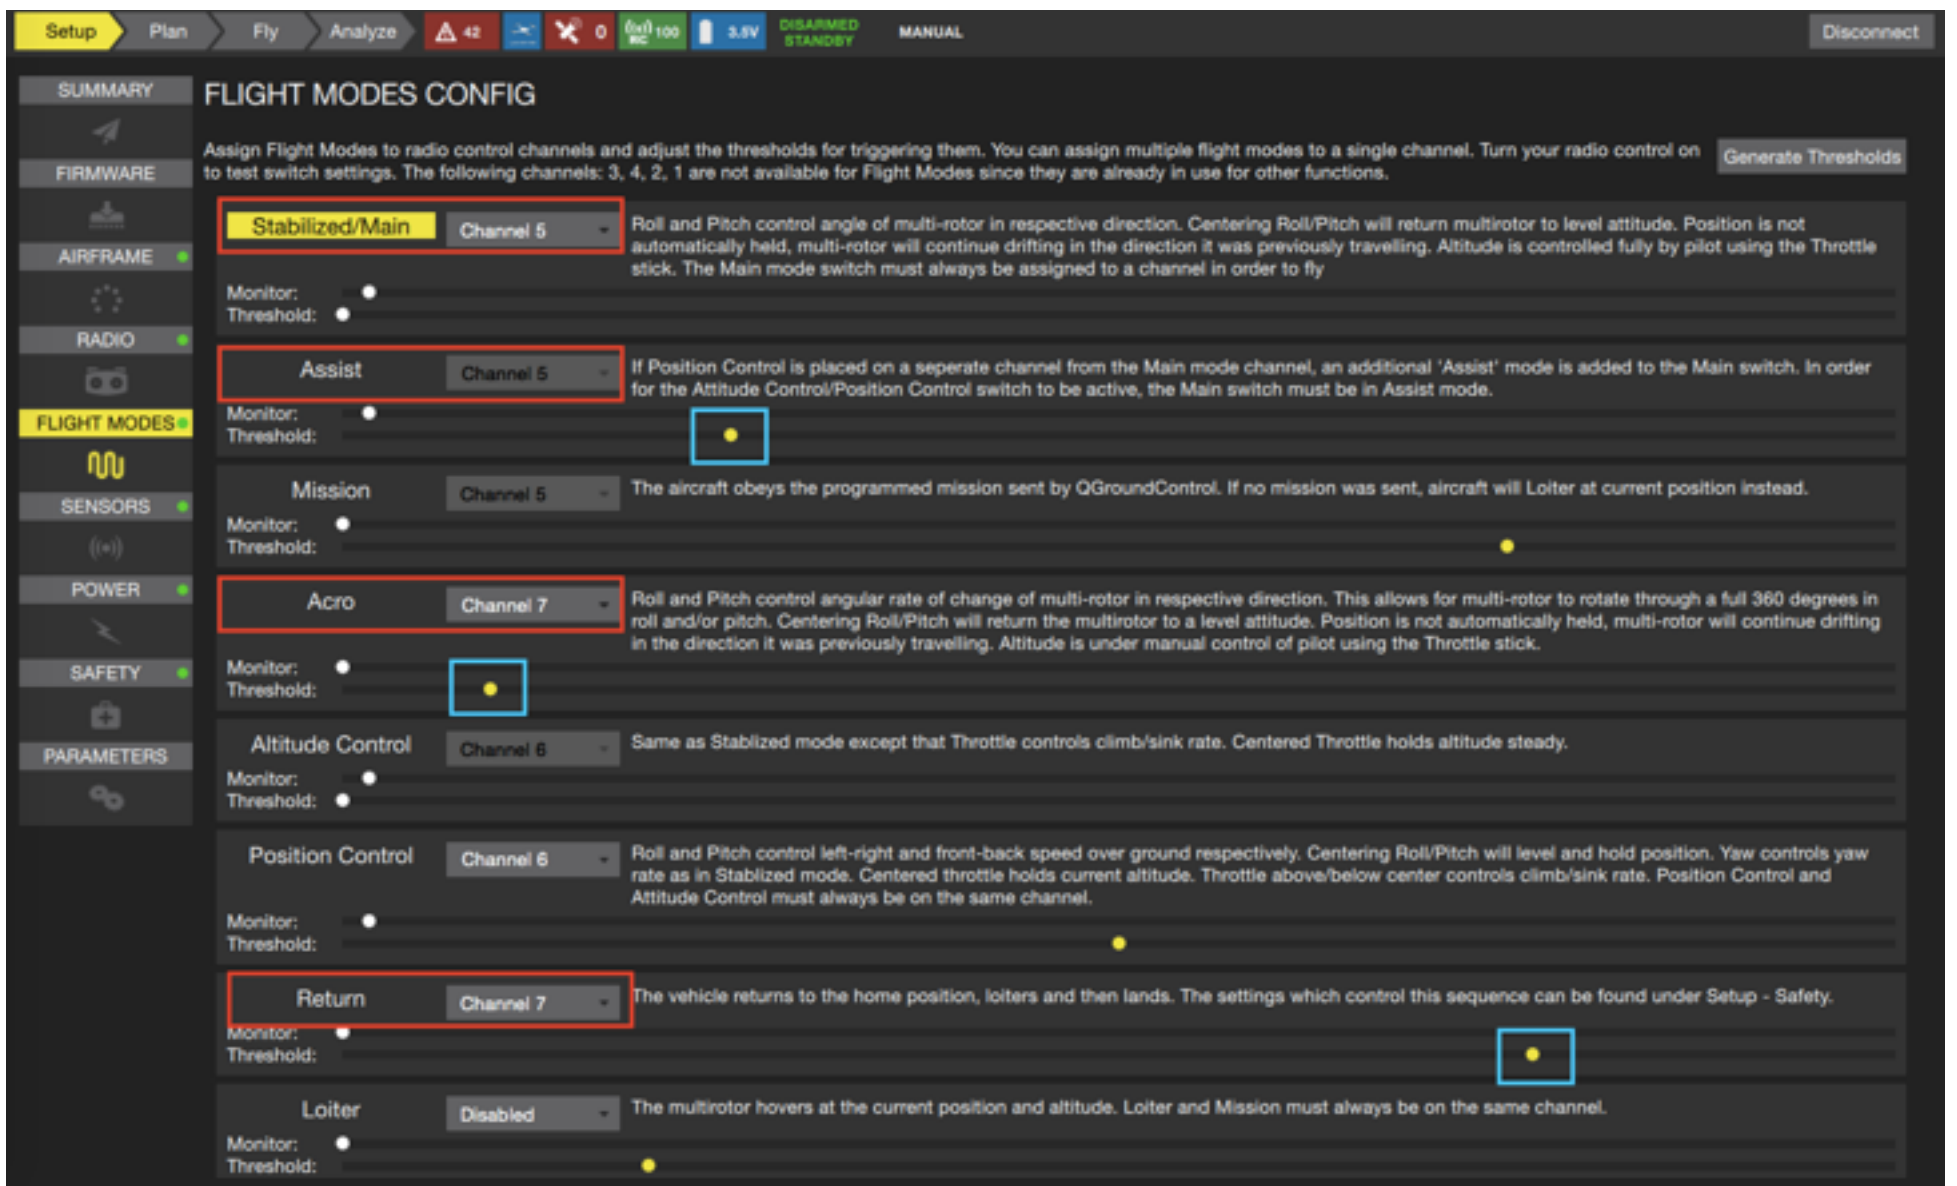 Setup Plan Fly Analyze 42 0 RC 100 3.5V DISARMED STANDBY MANUAL Disconnect
SUMMARY
FIRMWARE
AIRFRAME
RADIO
FLIGHT MODES
SENSORS
POWER
SAFETY
PARAMETERS
FLIGHT MODES CONFIG
Assign Flight Modes to radio control channels and adjust the thresholds for triggering them. You can assign multiple flight modes to a single channel. Turn your radio control on
to test switch settings. The following channels: 3, 4, 2, 1 are not available for Flight Modes since they are already in use for other functions.
Generate Thresholds
Stabilized/Main Channel 5
Roll and Pitch control angle of multi-rotor in respective direction. Centering Roll/Pitch will return multirotor to level attitude. Position is not
automatically held, multi-rotor will continue drifting in the direction it was previously travelling. Altitude is controlled fully by pilot using the Throttle
stick. The Main mode switch must always be assigned to a channel in order to fly
Monitor:
Threshold:
Assist Channel 5
If Position Control is placed on a seperate channel from the Main mode channel, an additional 'Assist' mode is added to the Main switch. In order
for the Attitude Control/Position Control switch to be active, the Main switch must be in Assist mode.
Monitor:
Threshold:
Mission Channel 5
The aircraft obeys the programmed mission sent by QGroundControl. If no mission was sent, aircraft will Loiter at current position instead.
Monitor:
Threshold:
Acro Channel 7
Roll and Pitch control angular rate of change of multi-rotor in respective direction. This allows for multi-rotor to rotate through a full 360 degrees in
roll and/or pitch. Centering Roll/Pitch will return the multirotor to a level attitude. Position is not automatically held, multi-rotor will continue drifting
in the direction it was previously travelling. Altitude is under manual control of pilot using the Throttle stick.
Monitor:
Threshold:
Altitude Control Channel 6
Same as Stablized mode except that Throttle controls climb/sink rate. Centered Throttle holds altitude steady.
Monitor:
Threshold:
Position Control Channel 6
Roll and Pitch control left-right and front-back speed over ground respectively. Centering Roll/Pitch will level and hold position. Yaw controls yaw
rate as in Stablized mode. Centered throttle holds current altitude. Throttle above/below center controls climb/sink rate. Position Control and
Attitude Control must always be on the same channel.
Monitor:
Threshold:
Return Channel 7
The vehicle returns to the home position, loiters and then lands. The settings which control this sequence can be found under Setup - Safety.
Monitor:
Threshold:
Loiter Disabled
The multirotor hovers at the current position and altitude. Loiter and Mission must always be on the same channel.
Monitor:
Threshold: